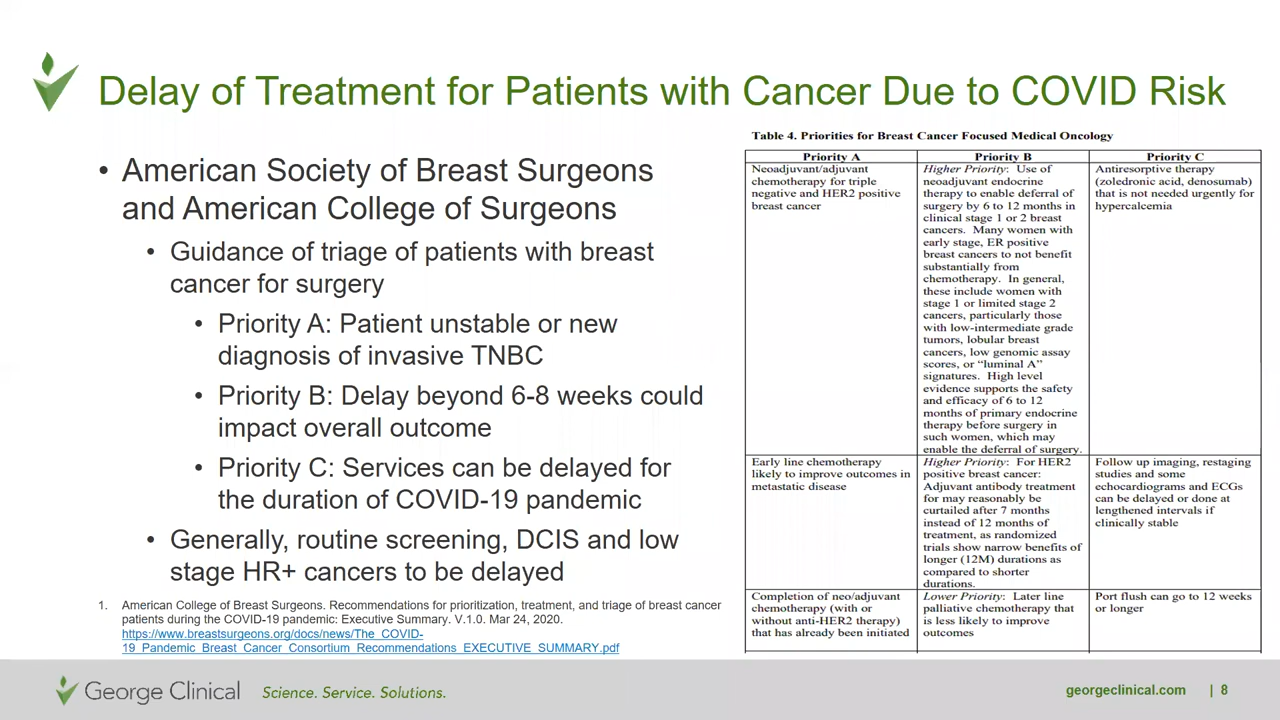 Delay of Treatment for Patients with Cancer Due to COVID Risk
• American Society of Breast Surgeons
and American College of Surgeons
• Guidance of triage of patients with breast
cancer for surgery
• Priority A: Patient unstable or new
diagnosis of invasive TNBC
• Priority B: Delay beyond 6-8 weeks could
impact overall outcome
• Priority C: Services can be delayed for
the duration of COVID-19 pandemic
• Generally, routine screening, DCIS and low
stage HR+ cancers to be delayed
1. American College of Breast Surgeons. Recommendations for prioritization, treatment, and triage of breast cancer
patients during the COVID-19 pandemic: Executive Summary. V.1.0. Mar 24, 2020.
https://www.breastsurgeons.org/docs/news/The_COVID-
19_Pandemic_Breast_Cancer_Consortium_Recommendations_EXECUTIVE_SUMMARY.pdf
Table 4. Priorities for Breast Cancer Focused Medical Oncology
Priority A
Priority B
Priority C
Neoadjuvant/adjuvant
chemotherapy for triple
negative and HER2 positive
breast cancer
Higher Priority: Use of
neoadjuvant endocrine
therapy to enable deferral of
surgery by 6 to 12 months in
clinical stage 1 or 2 breast
cancers. Many women with
early stage, ER positive
breast cancers to not benefit
substantially from
chemotherapy. In general,
these include women with
stage 1 or limited stage 2
cancers, particularly those
with low-intermediate grade
tumors, lobular breast
cancers, low genomic assay
scores, or “luminal A”
signatures. High level
evidence supports the safety
and efficacy of 6 to 12
months of primary endocrine
therapy before surgery in
such women, which may
enable the deferral of surgery.
Antiresorptive therapy
(zoledronic acid, denosumab)
that is not needed urgently for
hypercalcemia
Early line chemotherapy
likely to improve outcomes in
metastatic disease
Higher Priority: For HER2
positive breast cancer:
Adjuvant antibody treatment
for may reasonably be
curtailed after 7 months
instead of 12 months of
treatment, as randomized
trials show narrow benefits of
longer (12M) durations as
compared to shorter
durations.
Follow up imaging, restaging
studies and some
echocardiograms and ECGs
can be delayed or done at
lengthened intervals if
clinically stable
Completion of neo/adjuvant
chemotherapy (with or
without anti-HER2 therapy)
that has already been initiated
Lower Priority: Later line
palliative chemotherapy that
is less likely to improve
outcomes
Port flush can go to 12 weeks
or longer
George Clinical Science. Service. Solutions.
georgeclinical.com | 8